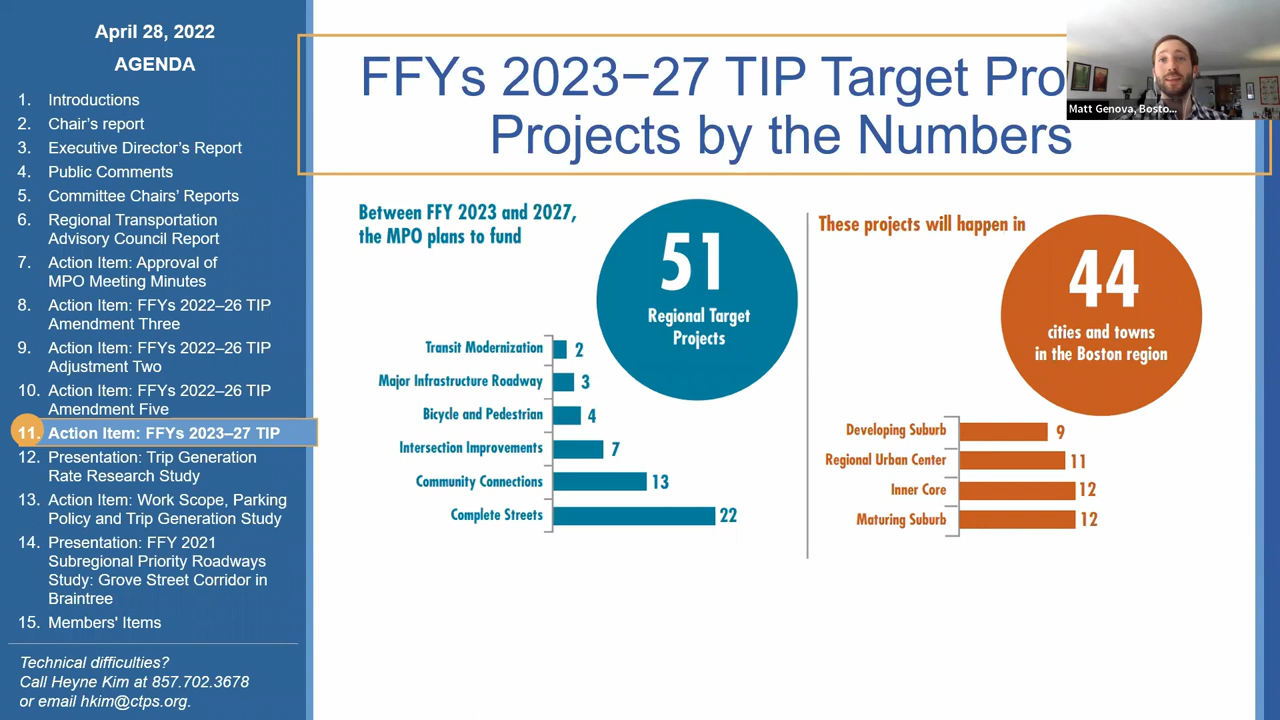 April 28, 2022
AGENDA
1. Introductions
2. Chair's report
3. Executive Director's Report
4. Public Comments
5. Committee Chairs' Reports
6. Regional Transportation
Advisory Council Report
7. Action Item: Approval of
MPO Meeting Minutes
8. Action Item: FFYs 2022–26 TIP
Amendment Three
9. Action Item: FFYs 2022–26 TIP
Adjustment Two
10. Action Item: FFYs 2022–26 TIP
Amendment Five
11. Action Item: FFYs 2023–27 TIP
12. Presentation: Trip Generation
Rate Research Study
13. Action Item: Work Scope, Parking
Policy and Trip Generation Study
14. Presentation: FFY 2021
Subregional Priority Roadways
Study: Grove Street Corridor in
Braintree
15. Members' Items
Technical difficulties?
Call Heyne Kim at 857.702.3678
or email hkim@ctps.org.
FFYs 2023−27 TIP Target Pro
Projects by the Numbers
Matt Genova, Bosto...
Between FFY 2023 and 2027,
the MPO plans to fund
51
Regional Target
Projects
Transit Modernization 2
Major Infrastructure Roadway 3
Bicycle and Pedestrian 4
Intersection Improvements 7
Community Connections 13
Complete Streets 22
These projects will happen in
44
cities and towns
in the Boston region
Developing Suburb 9
Regional Urban Center 11
Inner Core 12
Maturing Suburb 12